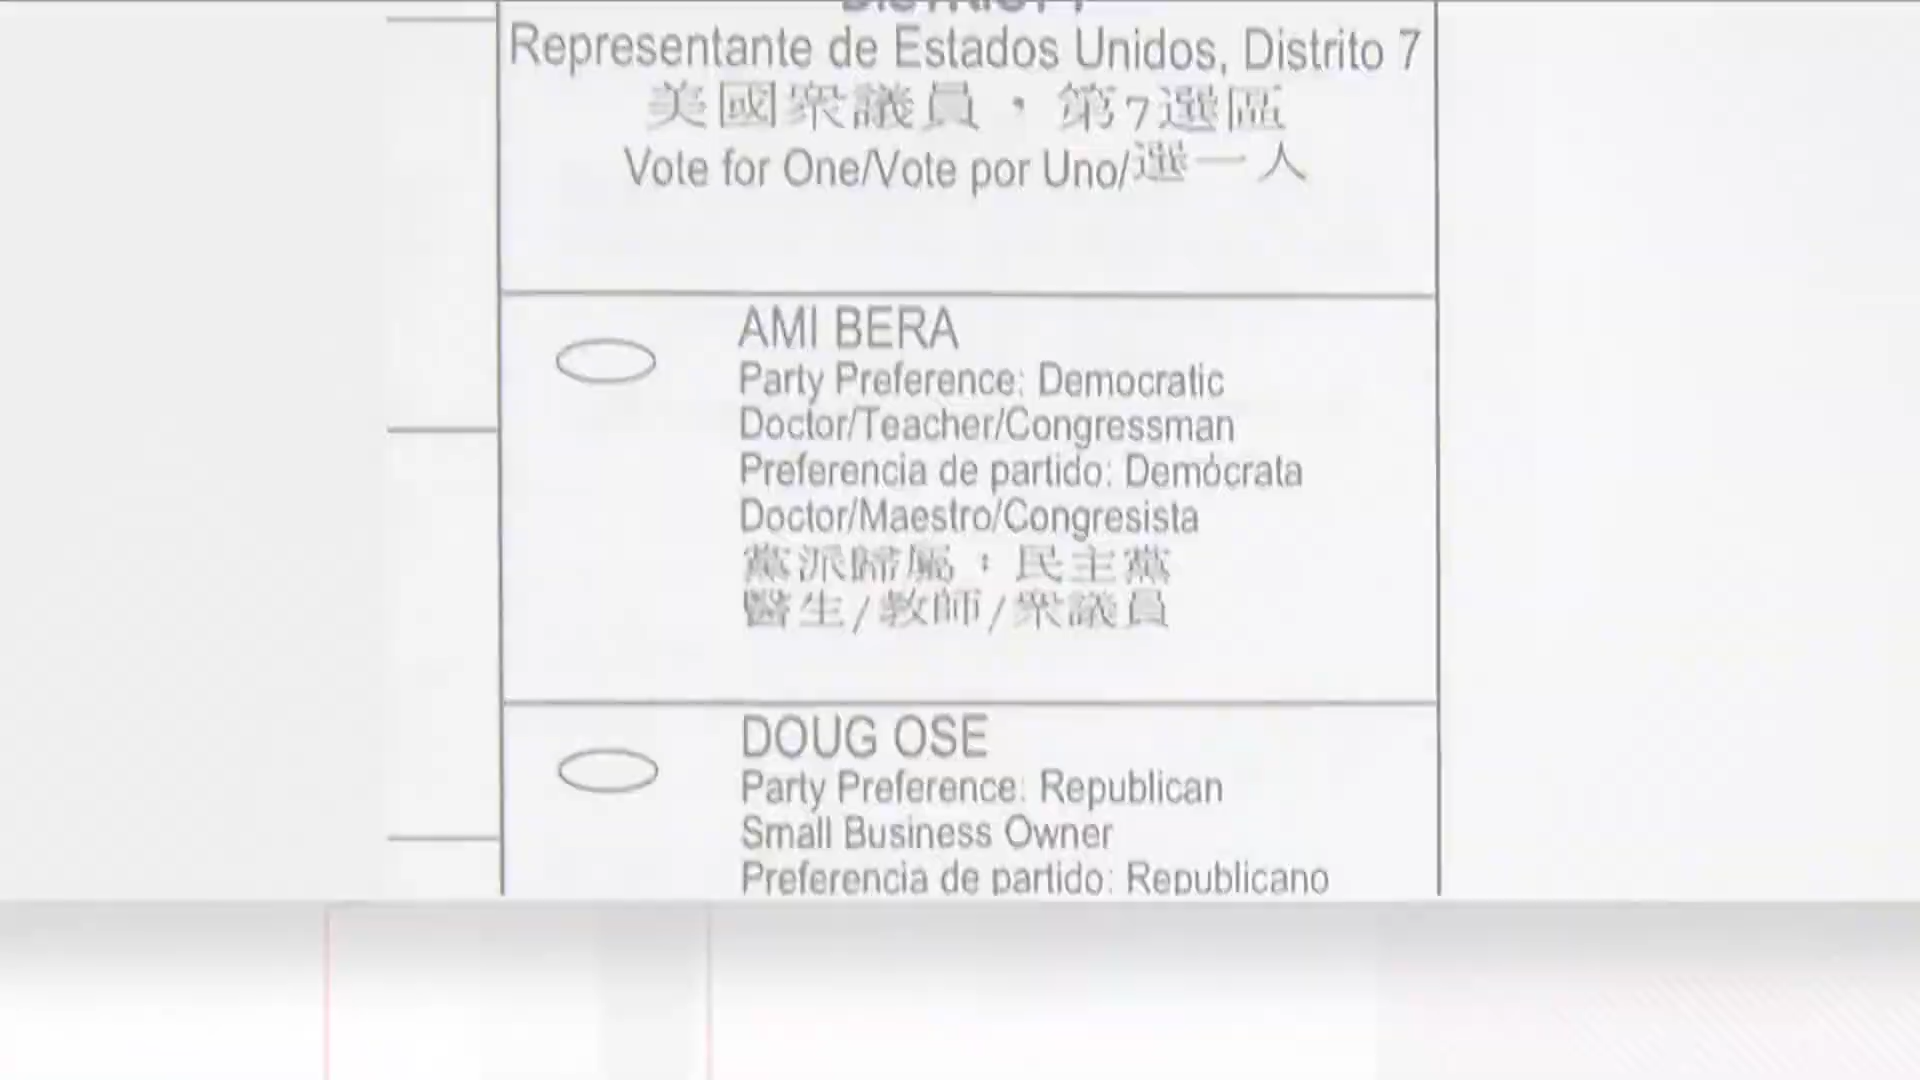 Representante de Estados Unidos, Distrito 7
美國眾議員，第7選區
Vote for One/Vote por Uno/選一人
AMI BERA
Party Preference: Democratic
Doctor/Teacher/Congressman
Preferencia de partido: Demócrata
Doctor/Maestro/Congresista
黨派歸屬：民主黨
醫生/教師/眾議員
DOUG OSE
Party Preference: Republican
Small Business Owner
Preferencia de partido: Republicano